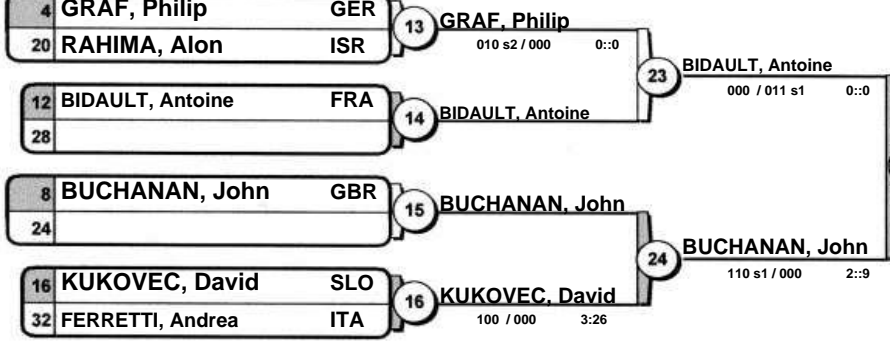 4 GRAF, Philip GER
20 RAHIMA, Alon ISR
13
GRAF, Philip
010 s2 / 000 0::0
12 BIDAULT, Antoine FRA
28
14
BIDAULT, Antoine
23
BIDAULT, Antoine
000 / 011 s1 0::0
8 BUCHANAN, John GBR
24
15
BUCHANAN, John
16 KUKOVEC, David SLO
32 FERRETTI, Andrea ITA
16
KUKOVEC, David
100 / 000 3:26
24
BUCHANAN, John
110 s1 / 000 2::9